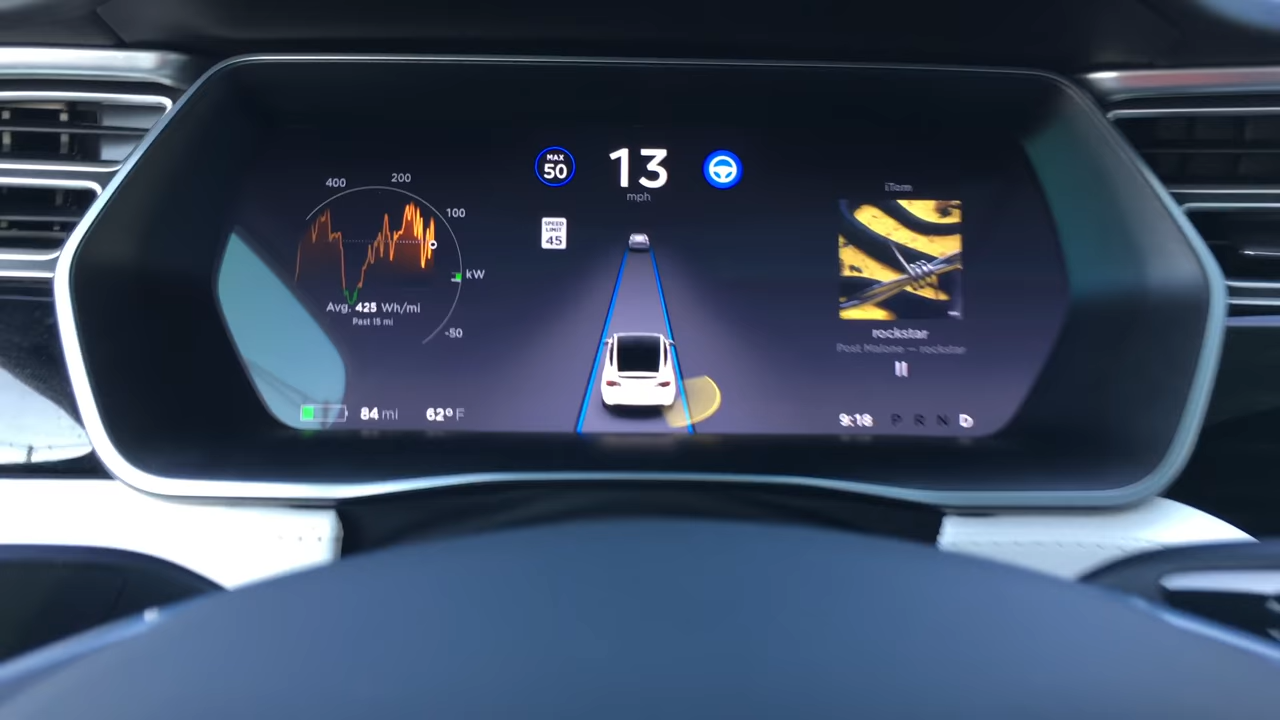 400
200
100
kW
-50
Avg. 425 Wh/mi
Past 15 mi
84 mi
62° F
MAX
50
13
mph
SPEED
LIMIT
45
rockstar
Post Malone — rockstar
9:18 P R N D